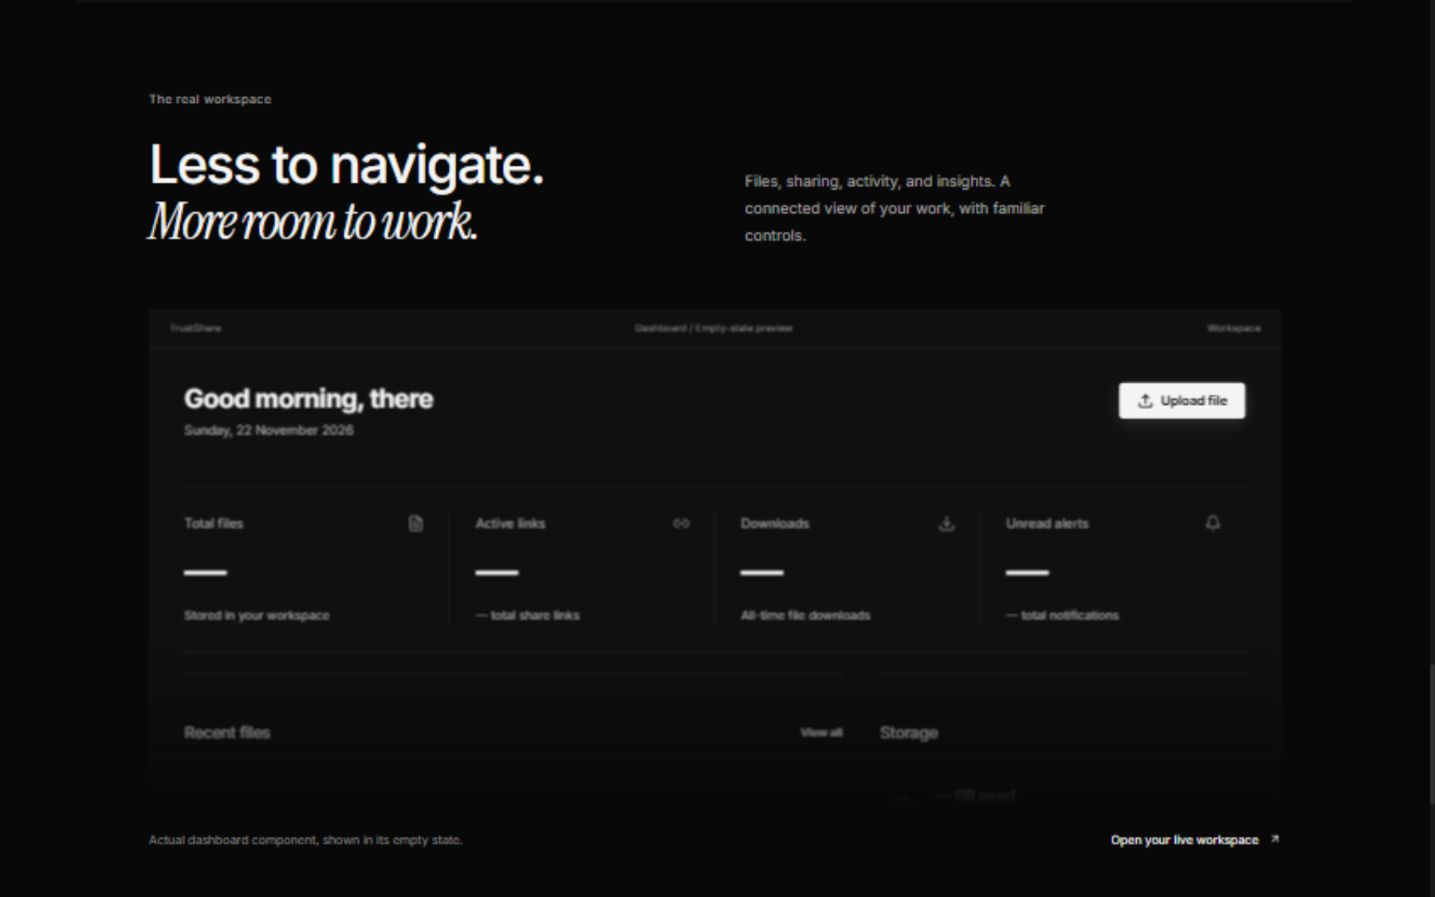 The real workspace
Less to navigate.
More room to work.
Files, sharing, activity, and insights. A
connected view of your work, with familiar
controls.
TrustShare
Dashboard / Empty-state preview
Workspace
Good morning, there
Sunday, 22 November 2026
Upload file
Total files
Active links
Downloads
Unread alerts
—
—
—
—
Stored in your workspace
— total share links
All-time file downloads
— total notifications
Recent files
View all
Storage
— GB used
Actual dashboard component, shown in its empty state.
Open your live workspace ↗